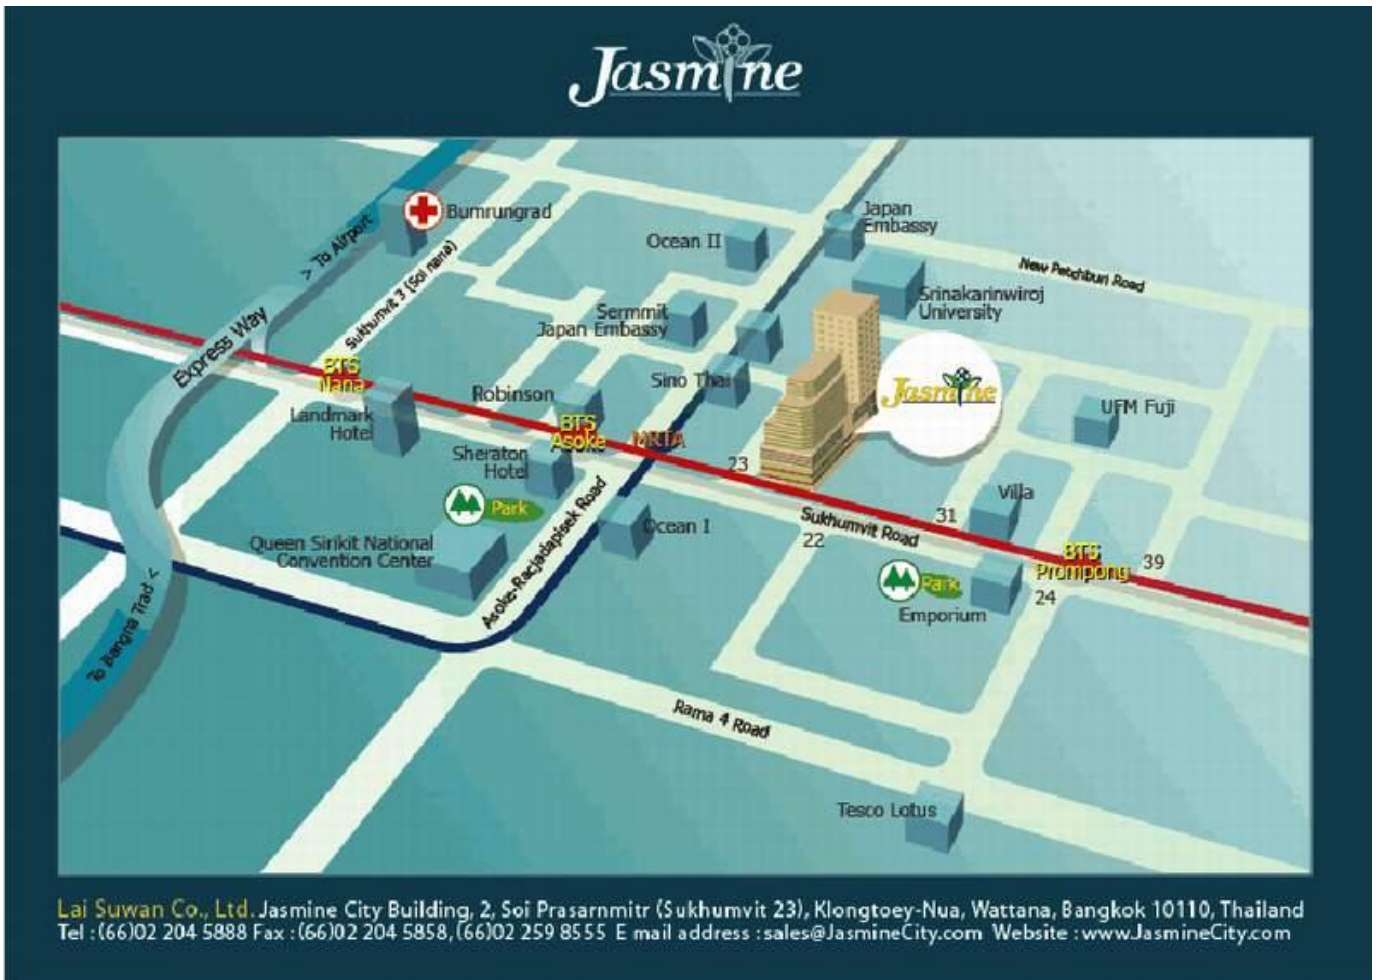 Jasmine
Bumrungrad
Japan
Embassy
Ocean II
> To Airport
Sukhumvit 3 (Soi nana)
New Petchburi Road
Srinakarinwiroj
University
Sermmit
Japan Embassy
Express Way
BTS
Nana
Sino Thai
Jasmine
Robinson
Landmark
Hotel
UFM Fuji
BTS
Asoke
MRTA
Sheraton
Hotel
23
Villa
Park
Asoke-Racjadapisek Road
Ocean I
31
Sukhumvit Road
22
Queen Sirikit National
Convention Center
BTS
Prompong
39
Park
24
Emporium
To Bangna Trad <
Rama 4 Road
Tesco Lotus
Lai Suwan Co., Ltd. Jasmine City Building, 2, Soi Prasarnmitr (Sukhumvit 23), Klongtoey-Nua, Wattana, Bangkok 10110, Thailand
Tel : (66)02 204 5888 Fax : (66)02 204 5858, (66)02 259 8555 E mail address : sales@JasmineCity.com Website : www.JasmineCity.com